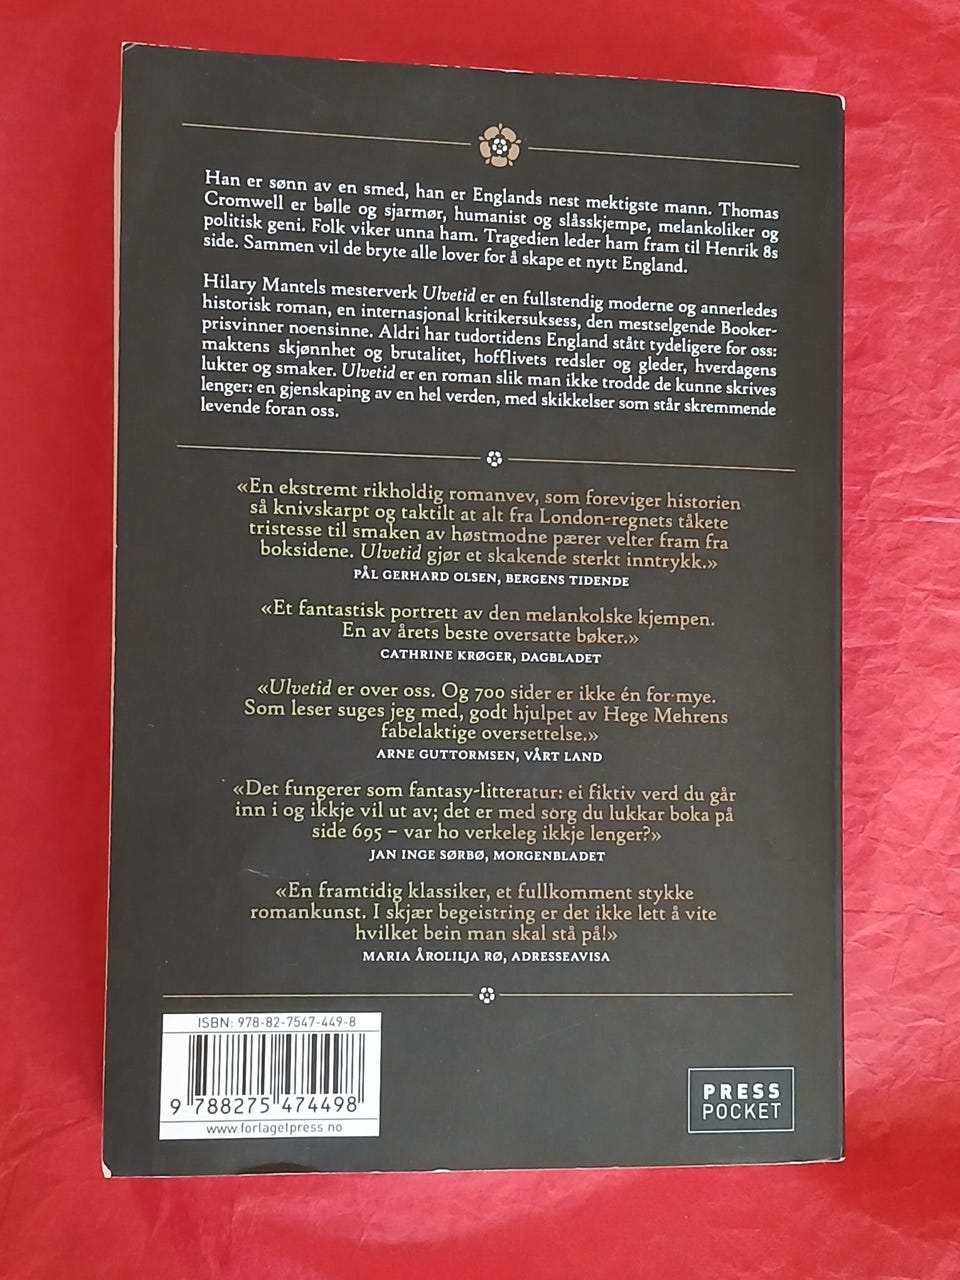 Han er sønn av en smed, han er Englands nest mektigste mann. Thomas
Cromwell er bølle og sjarmør, humanist og slåsskjempe, melankoliker og
politisk geni. Folk viker unna ham. Tragedien leder ham fram til Henrik 8s
side. Sammen vil de bryte alle lover for å skape et nytt England.
Hilary Mantels mesterverk Ulvetid er en fullstendig moderne og annerledes
historisk roman, en internasjonal kritikersuksess, den mestselgende Booker-
prisvinner noensinne. Aldri har tudortidens England stått tydeligere for oss:
maktens skjønnhet og brutalitet, hofflivets redsler og gleder, hverdagens
lukter og smaker. Ulvetid er en roman slik man ikke trodde de kunne skrives
lenger: en gjenskaping av en hel verden, med skikkelser som står skremmende
levende foran oss.
«En ekstremt rikholdig romanvev, som foreviger historien
så knivskarpt og taktilt at alt fra London-regnets tåkete
tristesse til smaken av høstmodne pærer velter fram fra
boksidene. Ulvetid gjør et skakende sterkt inntrykk.»
PÅL GERHARD OLSEN, BERGENS TIDENDE
«Et fantastisk portrett av den melankolske kjempen.
En av årets beste oversatte bøker.»
CATHRINE KRØGER, DAGBLADET
«Ulvetid er over oss. Og 700 sider er ikke én for mye.
Som leser suges jeg med, godt hjulpet av Hege Mehrens
fabelaktige oversettelse.»
ARNE GUTTORMSEN, VÅRT LAND
«Det fungerer som fantasy-litteratur: ei fiktiv verd du går
inn i og ikkje vil ut av; det er med sorg du lukkar boka på
side 695 – var ho verkeleg ikkje lenger?»
JAN INGE SØRBØ, MORGENBLADET
«En framtidig klassiker, et fullkomment stykke
romankunst. I skjær begeistring er det ikke lett å vite
hvilket bein man skal stå på!»
MARIA ÅROLILJA RØ, ADRESSEAVISA
ISBN: 978-82-7547-449-8
9 788275 474498
www.forlagetpress.no
PRESS
POCKET